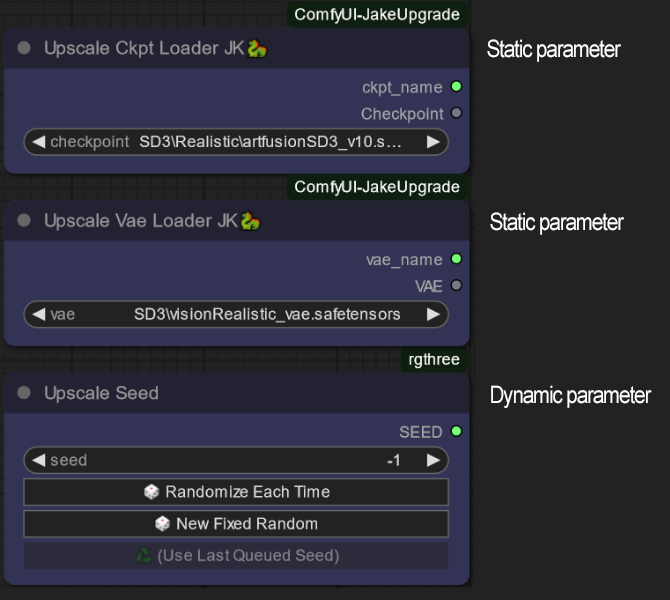 ComfyUI-JakeUpgrade
Upscale Ckpt Loader JK🐉
Static parameter
ckpt_name
Checkpoint
checkpoint SD3\Realistic\artfusionSD3_v10.s...
ComfyUI-JakeUpgrade
Upscale Vae Loader JK🐉
Static parameter
vae_name
VAE
vae SD3\visionRealistic_vae.safetensors
rgthree
Upscale Seed
Dynamic parameter
SEED
seed -1
🎲 Randomize Each Time
🎲 New Fixed Random
♻ (Use Last Queued Seed)